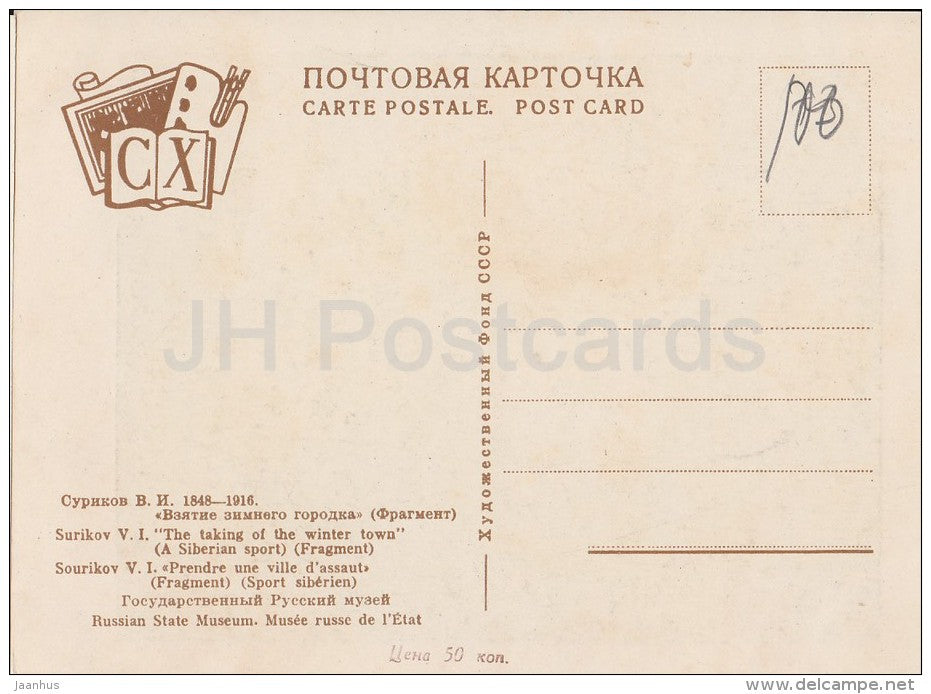 ПОЧТОВАЯ КАРТОЧКА
CARTE POSTALE. POST CARD
С Х
Художественный Фонд СССР
JH Postcards
Суриков В. И. 1848—1916.
«Взятие зимнего городка» (Фрагмент)
Surikov V. I. "The taking of the winter town"
(A Siberian sport) (Fragment)
Sourikov V. I. «Prendre une ville d'assaut»
(Fragment) (Sport sibérien)
Государственный Русский музей
Russian State Museum. Musée russe de l'État
Цена 50 коп.
Jaanhus
www.delcampe.net